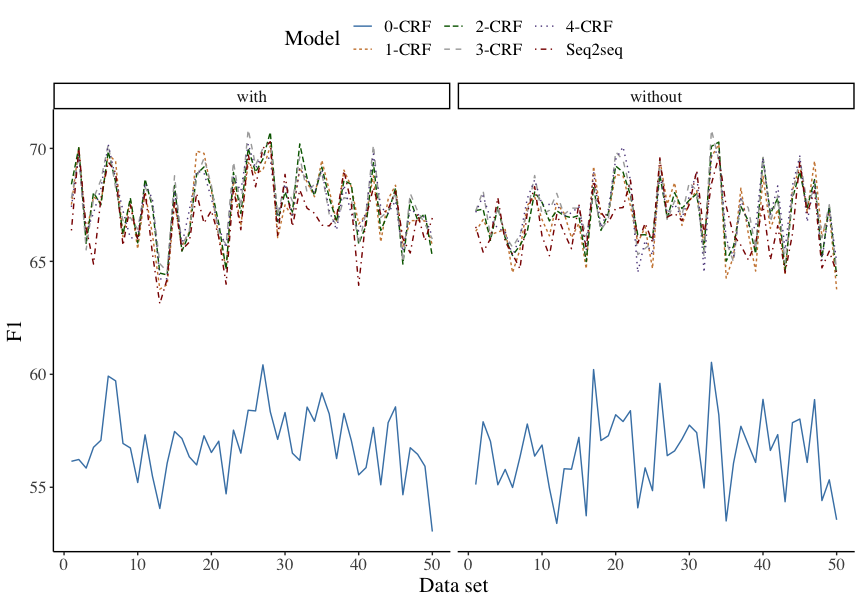 Model
0-CRF 2-CRF 4-CRF
1-CRF 3-CRF Seq2seq
with without
F1
70
65
60
55
0 10 20 30 40 50 0 10 20 30 40 50
Data set